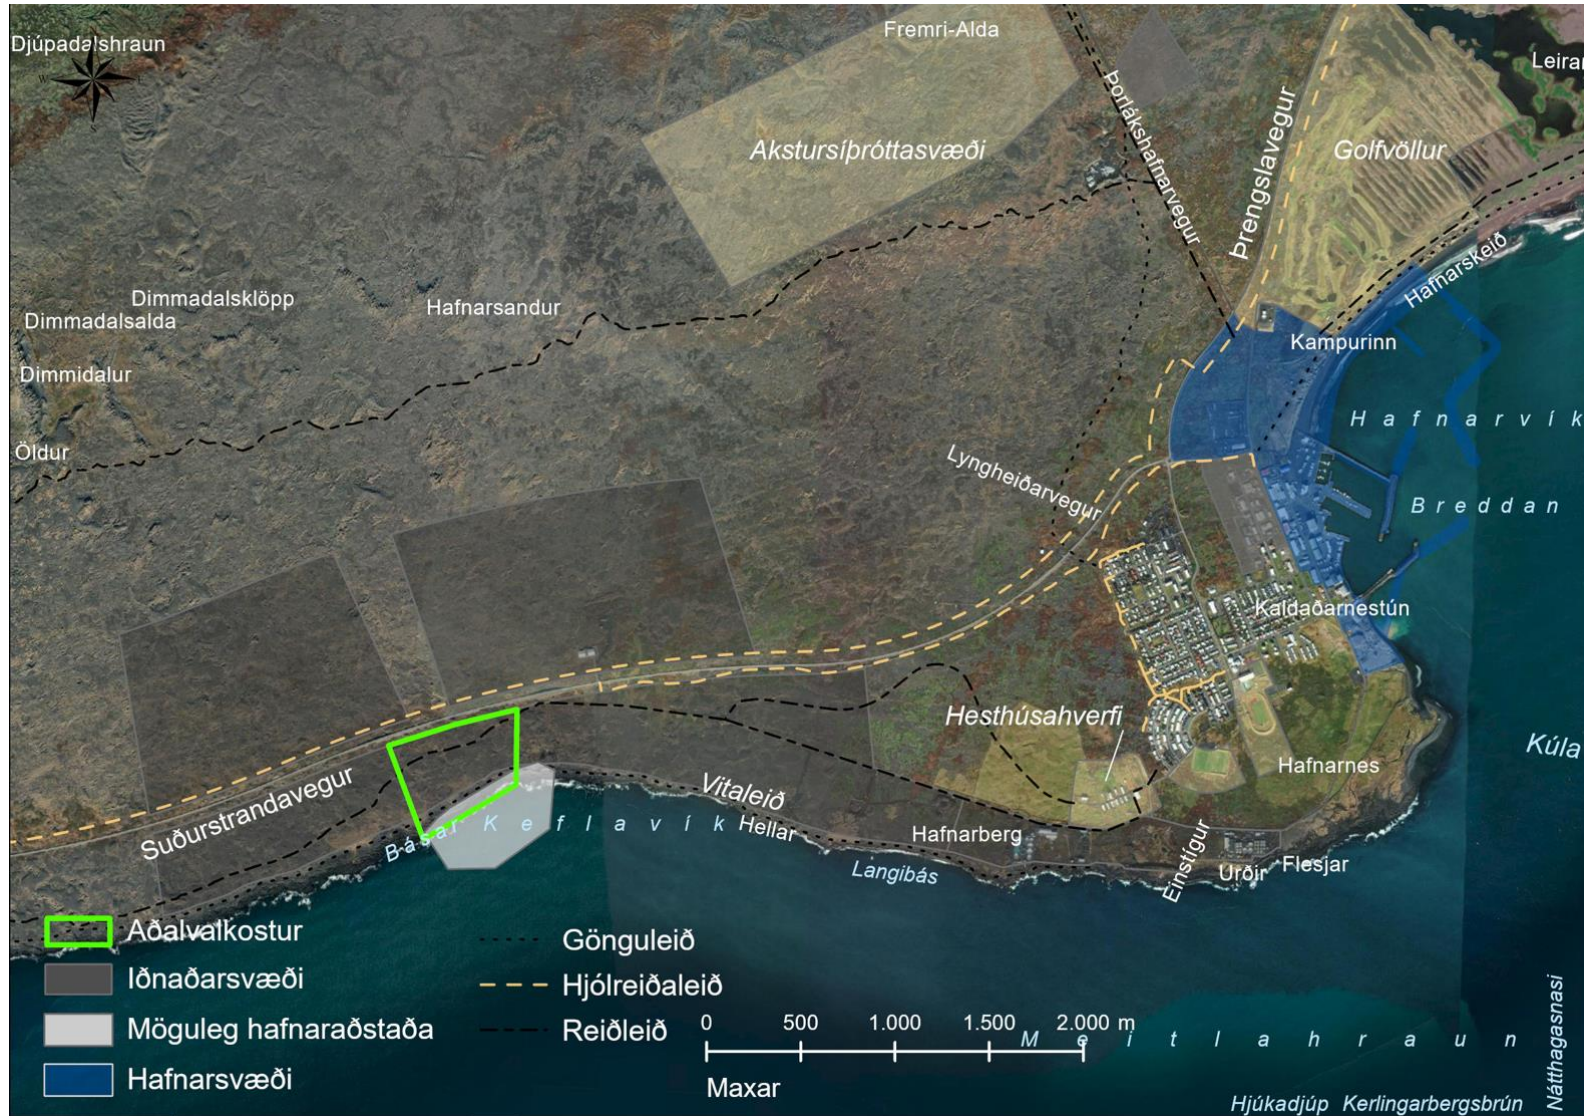 Fremri-Alda
Djúpadalshraun
Leirar
Þorlákshafnarvegur
Akstursíþróttasvæði
Þrengslavegur
Golfvöllur
Hafnarskeið
Dimmadalsklöpp
Dimmadalsalda
Hafnarsandur
Kampurinn
Dimmidalur
Hafnarvík
Öldur
Lyngheiðarvegur
Breddan
Kaldaðarnestún
Hesthúsahverfi
Kúla
Hafnarnes
Suðurstrandavegur
Vitaleið
Básar
Keflavík
Hellar
Hafnarberg
Langibás
Einstígur
Urðir
Flesjar
Aðalvalkostur
Iðnaðarsvæði
Möguleg hafnaraðstaða
Hafnarsvæði
Gönguleið
Hjólreiðaleið
Reiðleið
0 500 1.000 1.500 2.000 m
Maxar
Meitlahraun
Nátthagasnasi
Hjúkadjúp
Kerlingarbergsbrún